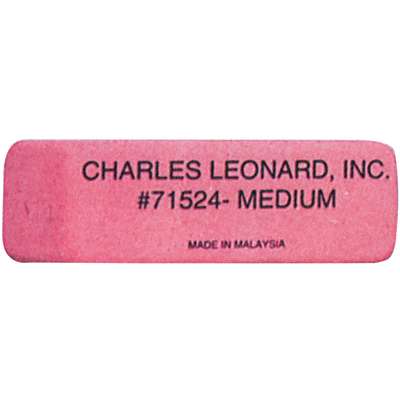 CHARLES LEONARD, INC.
#71524- MEDIUM
MADE IN MALAYSIA